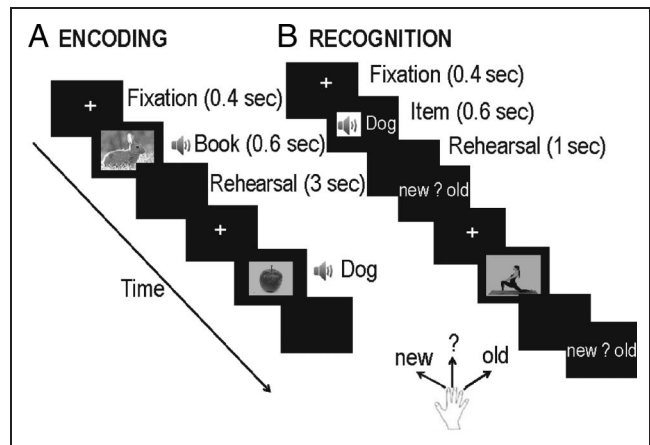 A ENCODING
Fixation (0.4 sec)
Book (0.6 sec)
Rehearsal (3 sec)
Dog
Time
B RECOGNITION
Fixation (0.4 sec)
Dog
Item (0.6 sec)
Rehearsal (1 sec)
new ? old
new ? old
new ? old